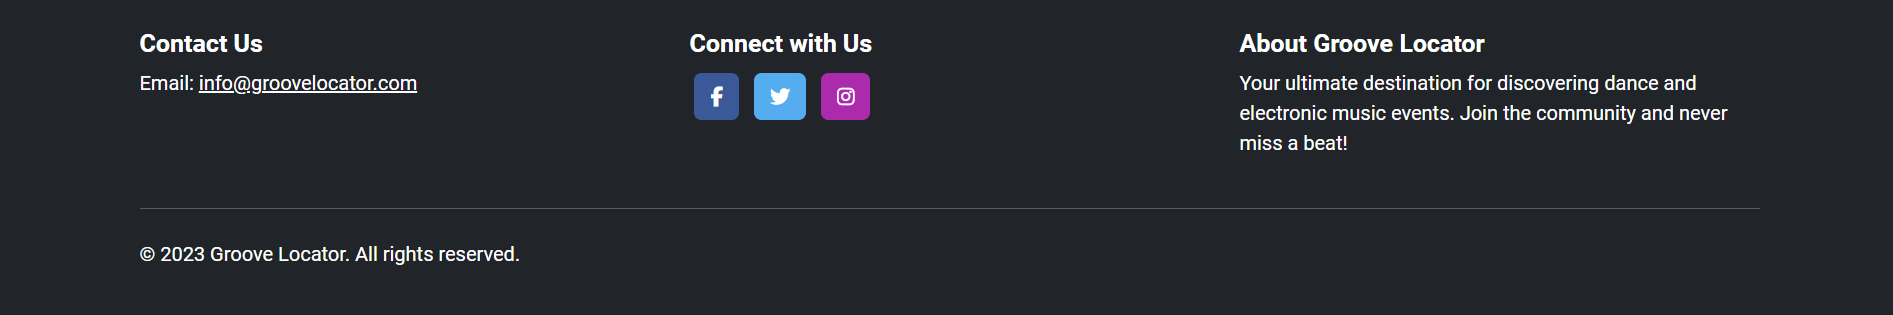 Contact Us
Email: info@groovelocator.com
Connect with Us
About Groove Locator
Your ultimate destination for discovering dance and
electronic music events. Join the community and never
miss a beat!
© 2023 Groove Locator. All rights reserved.